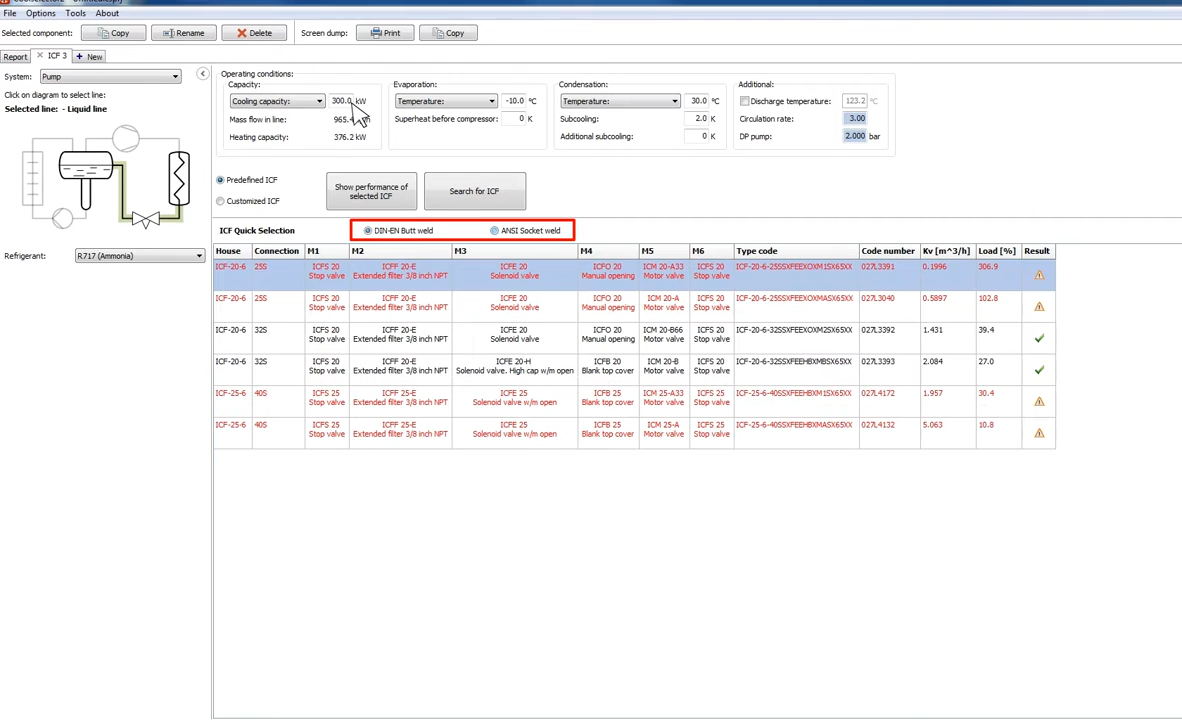 File Options Tools About
Selected component: Copy Rename Delete Screen dump: Print Copy
Report ICF 3 New
System: Pump
Click on diagram to select line:
Selected line: - Liquid line
Refrigerant: R717 (Ammonia)
Operating conditions:
Capacity: Evaporation: Condensation: Additional:
Cooling capacity: 300.0 kW Temperature: -10.0 °C Temperature: 30.0 °C Discharge temperature: 123.2 °C
Mass flow in line: Superheat before compressor: 0 K Subcooling: 2.0 K Circulation rate: 3.00
Heating capacity: 376.2 kW Additional subcooling: 0 K DP pump: 2.000 bar
Predefined ICF
Customized ICF
Show performance of
selected ICF
Search for ICF
ICF Quick Selection DIN-EN Butt weld ANSI Socket weld
House Connection M1 M2 M3 M4 M5 M6 Type code Code number Kv [m^3/h] Load [%] Result
ICF-20-6 25S ICFS 20 ICFF 20-E ICFE 20 ICFO 20 ICM 20-A33 ICFS 20 ICF-20-6-25SSXFEEXOXM1SX65XX 027L3391 0.1996 306.9
Stop valve Extended filter 3/8 inch NPT Solenoid valve Manual opening Motor valve Stop valve
ICF-20-6 25S ICFS 20 ICFF 20-E ICFE 20 ICFO 20 ICM 20-A ICFS 20 ICF-20-6-25SSXFEEXOXMASX65XX 027L3040 0.5897 102.8
Stop valve Extended filter 3/8 inch NPT Solenoid valve Manual opening Motor valve Stop valve
ICF-20-6 32S ICFS 20 ICFF 20-E ICFE 20 ICFO 20 ICM 20-B66 ICFS 20 ICF-20-6-32SSXFEEXOXM2SX65XX 027L3392 1.431 39.4
Stop valve Extended filter 3/8 inch NPT Solenoid valve Manual opening Motor valve Stop valve
ICF-20-6 32S ICFS 20 ICFF 20-E ICFE 20-H ICFB 20 ICM 20-B ICFS 20 ICF-20-6-32SSXFEEHBXMBSX65XX 027L3393 2.084 27.0
Stop valve Extended filter 3/8 inch NPT Solenoid valve. High cap w/m open Blank top cover Motor valve Stop valve
ICF-25-6 40S ICFS 25 ICFF 25-E ICFE 25 ICFB 25 ICM 25-A33 ICFS 25 ICF-25-6-40SSXFEEHBXM1SX65XX 027L4172 1.957 30.4
Stop valve Extended filter 3/8 inch NPT Solenoid valve w/m open Blank top cover Motor valve Stop valve
ICF-25-6 40S ICFS 25 ICFF 25-E ICFE 25 ICFB 25 ICM 25-A ICFS 25 ICF-25-6-40SSXFEEHBXMASX65XX 027L4132 5.063 10.8
Stop valve Extended filter 3/8 inch NPT Solenoid valve w/m open Blank top cover Motor valve Stop valve